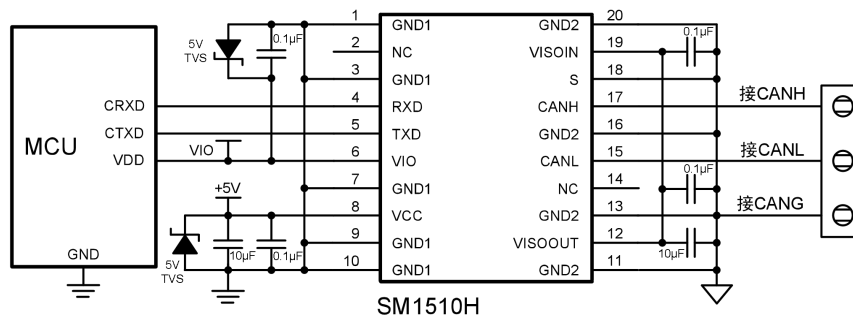 MCU
CRXD
CTXD
VDD
GND
VIO
5V
TVS
0.1μF
+5V
5V
TVS
10μF
0.1μF
1 GND1
2 NC
3 GND1
4 RXD
5 TXD
6 VIO
7 GND1
8 VCC
9 GND1
10 GND1
GND2 20
VISOIN 19
S 18
CANH 17
GND2 16
CANL 15
NC 14
GND2 13
VISOOUT 12
GND2 11
SM1510H
0.1μF
0.1μF
10μF
接CANH
接CANL
接CANG